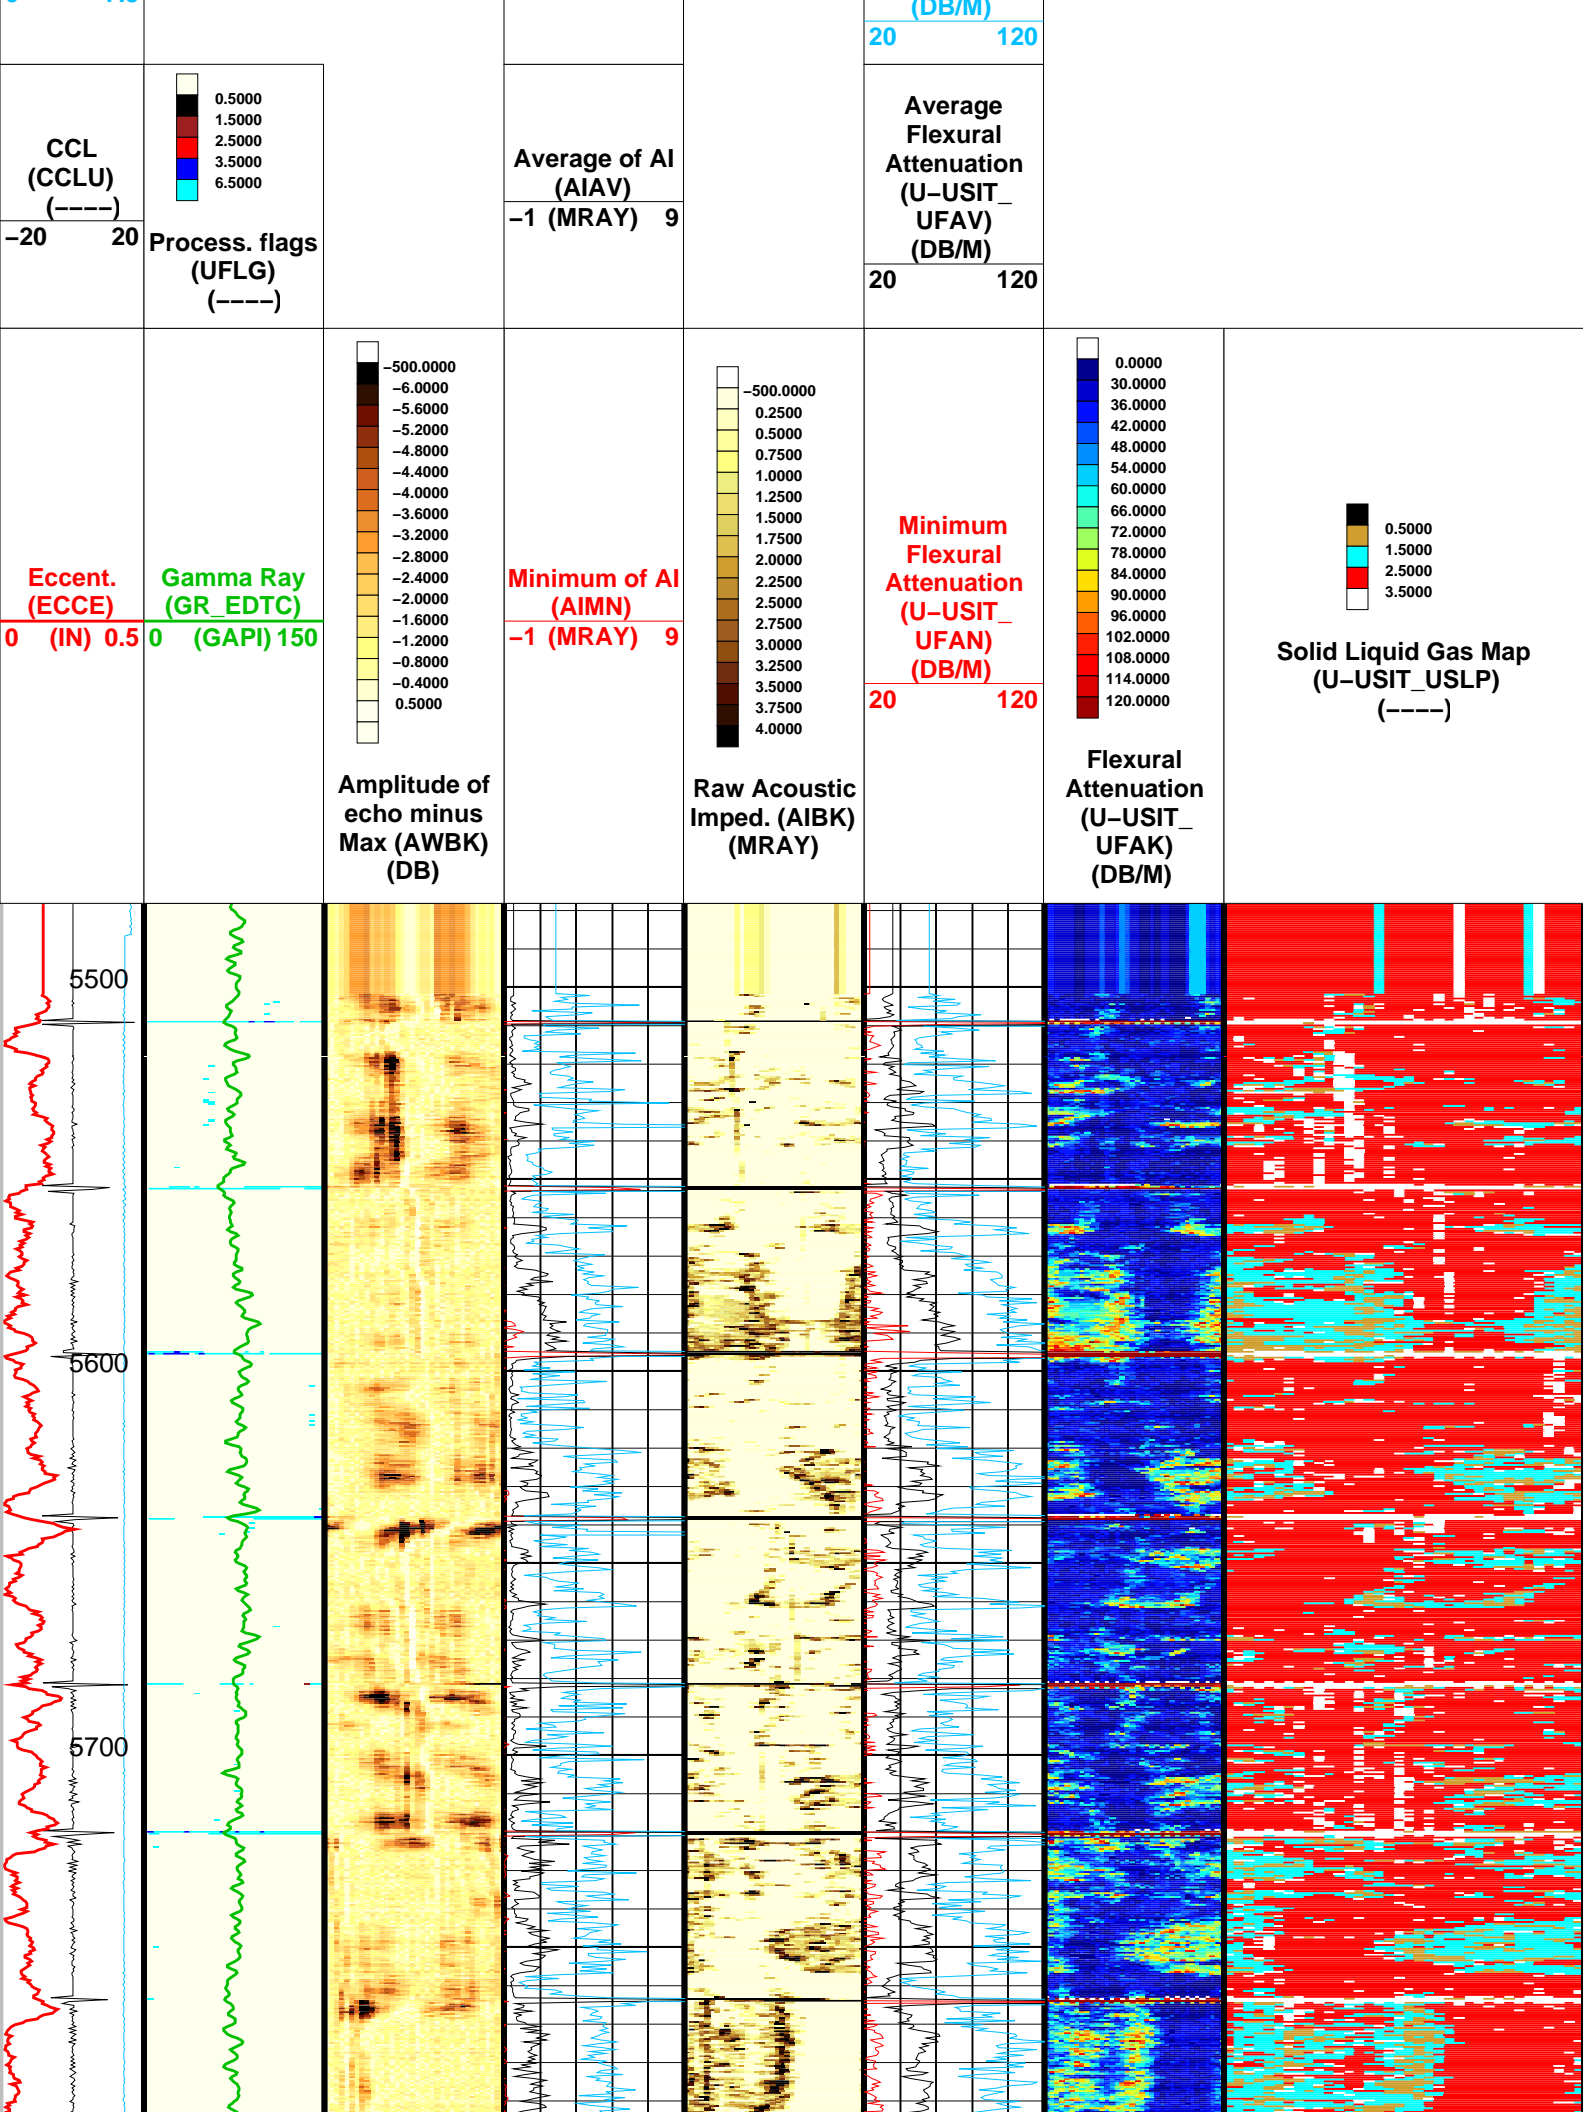 (DB/M)
20 120
CCL
(CCLU)
(----)
-20 20
0.5000
1.5000
2.5000
3.5000
6.5000
Process. flags
(UFLG)
(----)
Average of AI
(AIAV)
-1 (MRAY) 9
Average
Flexural
Attenuation
(U-USIT_
UFAV)
(DB/M)
20 120
Eccent.
(ECCE)
0 (IN) 0.5
Gamma Ray
(GR_EDTC)
0 (GAPI) 150
-500.0000
-6.0000
-5.6000
-5.2000
-4.8000
-4.4000
-4.0000
-3.6000
-3.2000
-2.8000
-2.4000
-2.0000
-1.6000
-1.2000
-0.8000
-0.4000
0.5000
Amplitude of
echo minus
Max (AWBK)
(DB)
Minimum of AI
(AIMN)
-1 (MRAY) 9
-500.0000
0.2500
0.5000
0.7500
1.0000
1.2500
1.5000
1.7500
2.0000
2.2500
2.5000
2.7500
3.0000
3.2500
3.5000
3.7500
4.0000
Raw Acoustic
Imped. (AIBK)
(MRAY)
Minimum
Flexural
Attenuation
(U-USIT_
UFAN)
(DB/M)
20 120
0.0000
30.0000
36.0000
42.0000
48.0000
54.0000
60.0000
66.0000
72.0000
78.0000
84.0000
90.0000
96.0000
102.0000
108.0000
114.0000
120.0000
Flexural
Attenuation
(U-USIT_
UFAK)
(DB/M)
0.5000
1.5000
2.5000
3.5000
Solid Liquid Gas Map
(U-USIT_USLP)
(----)
5500
5600
5700